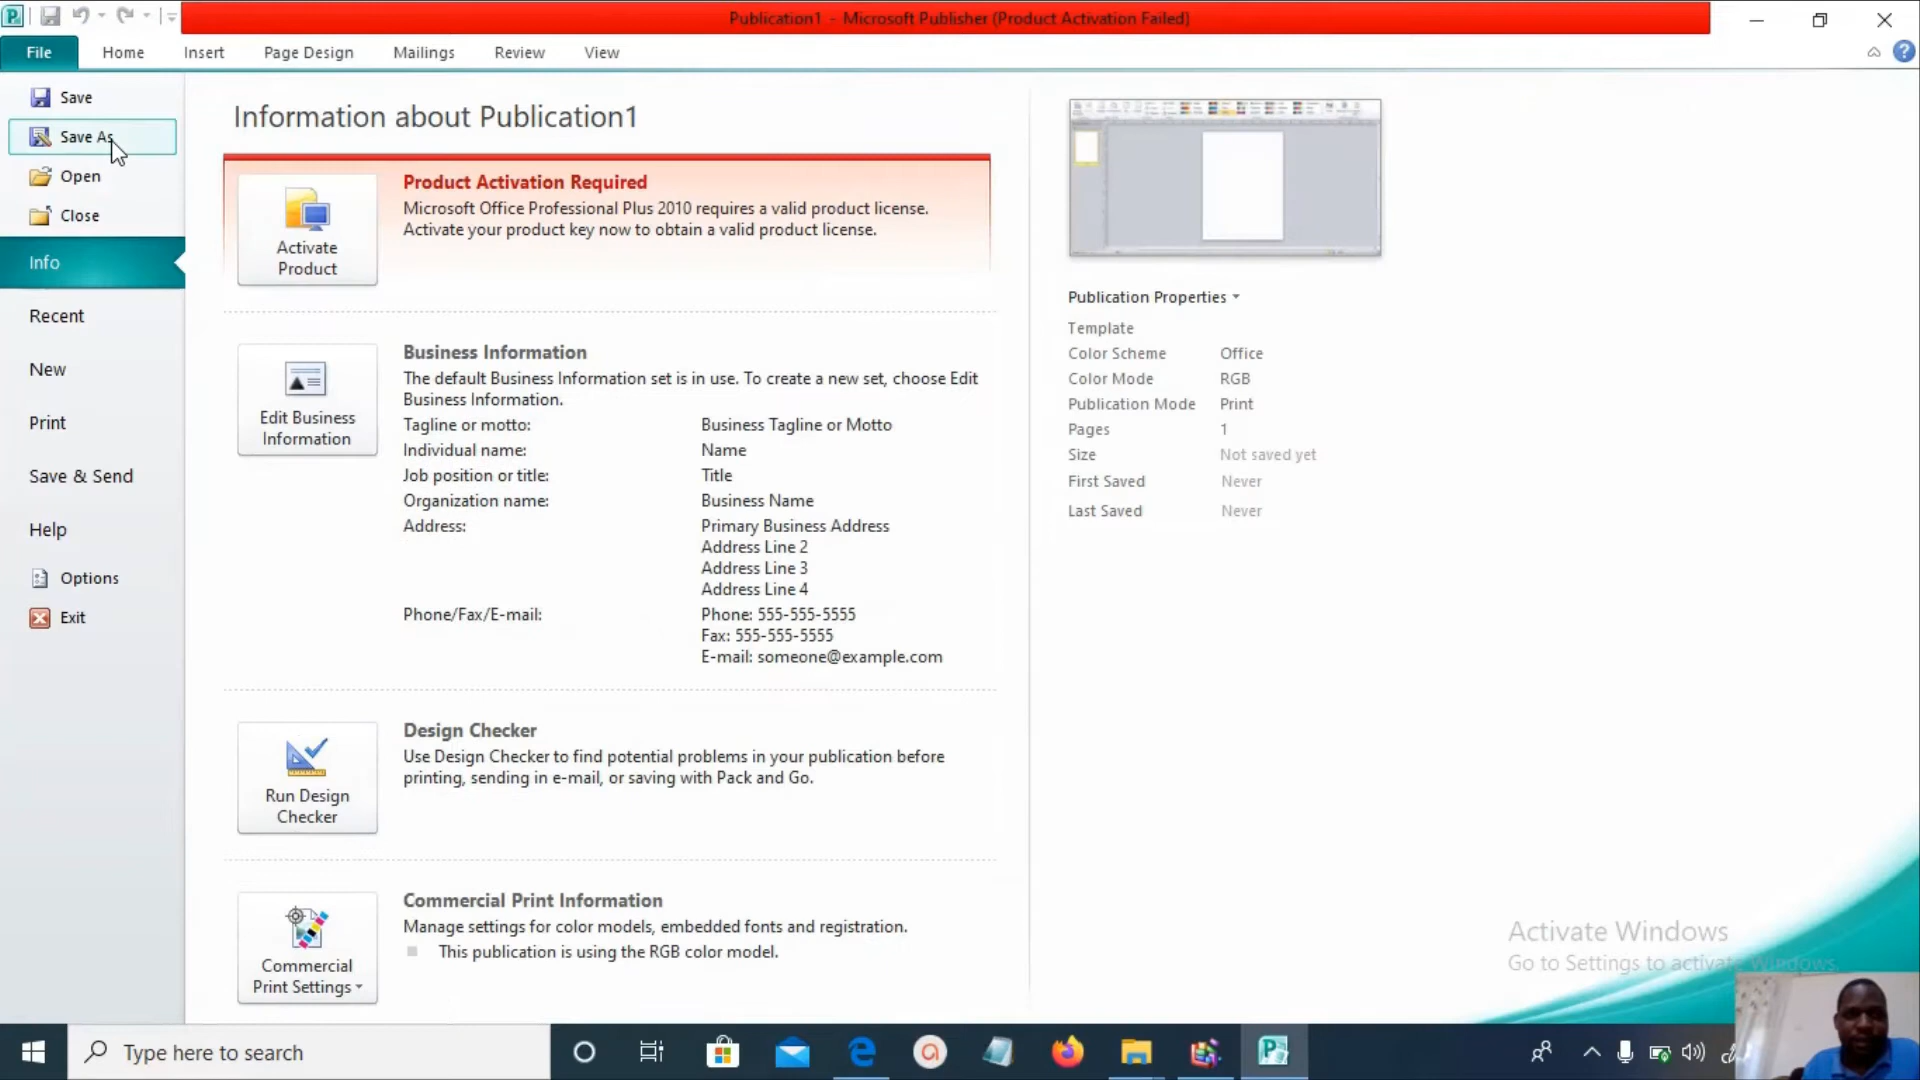 Publication1 - Microsoft Publisher (Product Activation Failed)
File Home Insert Page Design Mailings Review View
Save
Save As
Open
Close
Info
Recent
New
Print
Save & Send
Help
Options
Exit
Information about Publication1
Activate
Product
Product Activation Required
Microsoft Office Professional Plus 2010 requires a valid product license.
Activate your product key now to obtain a valid product license.
Edit Business
Information
Business Information
The default Business Information set is in use. To create a new set, choose Edit
Business Information.
Tagline or motto: Business Tagline or Motto
Individual name: Name
Job position or title: Title
Organization name: Business Name
Address: Primary Business Address
Address Line 2
Address Line 3
Address Line 4
Phone/Fax/E-mail: Phone: 555-555-5555
Fax: 555-555-5555
E-mail: someone@example.com
Run Design
Checker
Design Checker
Use Design Checker to find potential problems in your publication before
printing, sending in e-mail, or saving with Pack and Go.
Commercial
Print Settings
Commercial Print Information
Manage settings for color models, embedded fonts and registration.
This publication is using the RGB color model.
Publication Properties
Template
Color Scheme Office
Color Mode RGB
Publication Mode Print
Pages 1
Size Not saved yet
First Saved Never
Last Saved Never
Activate Windows
Go to Settings to activate Windows.
Type here to search